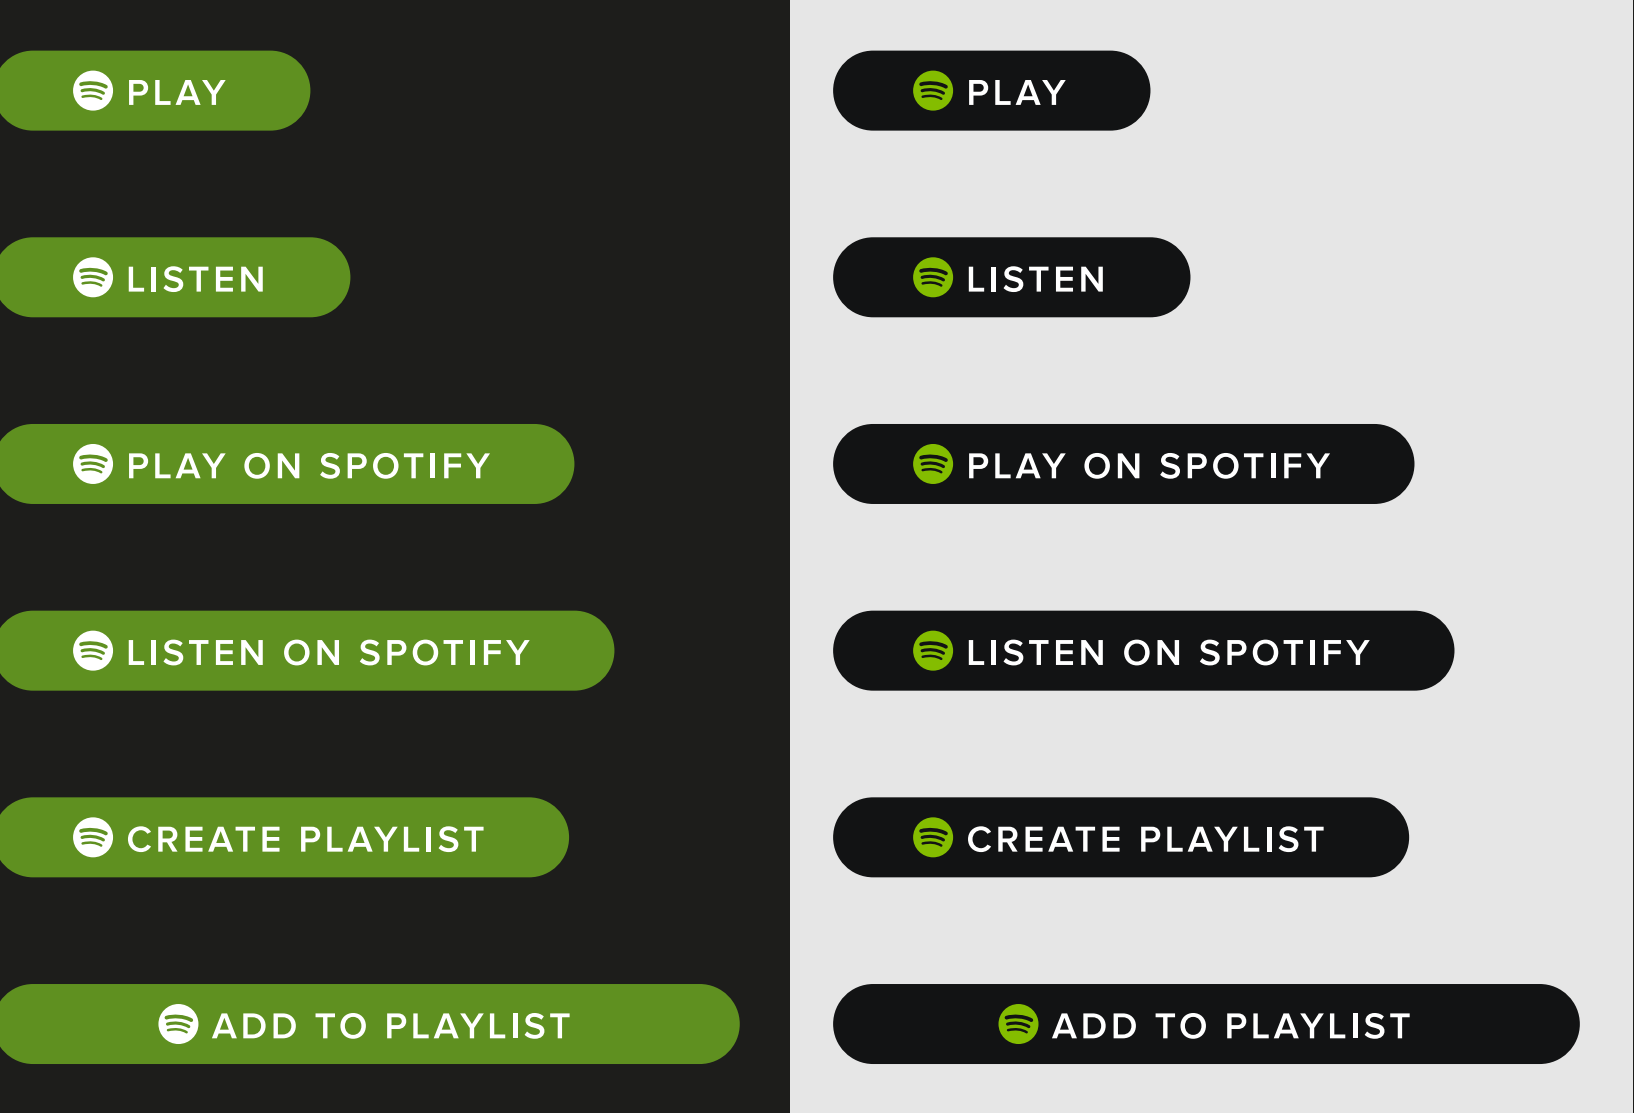 PLAY
LISTEN
PLAY ON SPOTIFY
LISTEN ON SPOTIFY
CREATE PLAYLIST
ADD TO PLAYLIST
PLAY
LISTEN
PLAY ON SPOTIFY
LISTEN ON SPOTIFY
CREATE PLAYLIST
ADD TO PLAYLIST